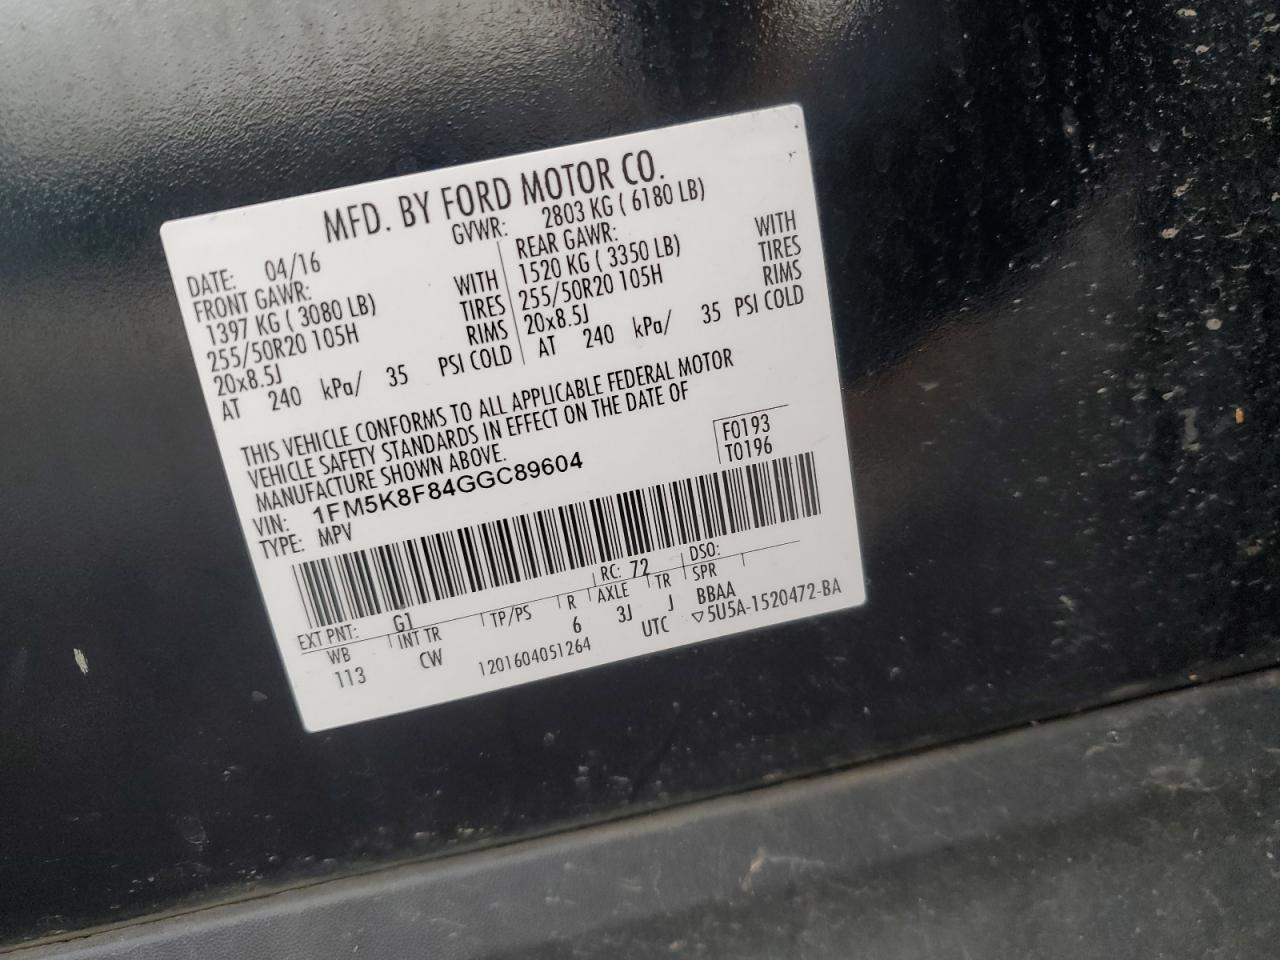 MFD. BY FORD MOTOR CO.
DATE: 04/16 GVWR: 2803 KG ( 6180 LB)
FRONT GAWR: REAR GAWR:
1397 KG ( 3080 LB) WITH 1520 KG ( 3350 LB) WITH
255/50R20 105H TIRES 255/50R20 105H TIRES
20x8.5J RIMS 20x8.5J RIMS
AT 240 kPa/ 35 PSI COLD AT 240 kPa/ 35 PSI COLD
THIS VEHICLE CONFORMS TO ALL APPLICABLE FEDERAL MOTOR
VEHICLE SAFETY STANDARDS IN EFFECT ON THE DATE OF
MANUFACTURE SHOWN ABOVE.
VIN: 1FM5K8F84GGC89604 F0193
TYPE: MPV T0196
EXT PNT: G1 RC: 72 DSO:
WB INT TR TP/PS R AXLE TR SPR
113 CW 6 3J J BBAA
1201604051264 UTC ▽5U5A-1520472-BA